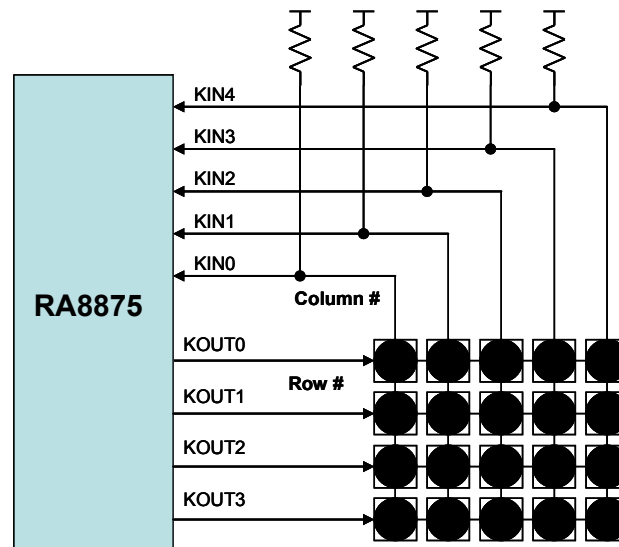 KIN4
KIN3
KIN2
KIN1
KIN0
Column #
RA8875
KOUT0
Row #
KOUT1
KOUT2
KOUT3